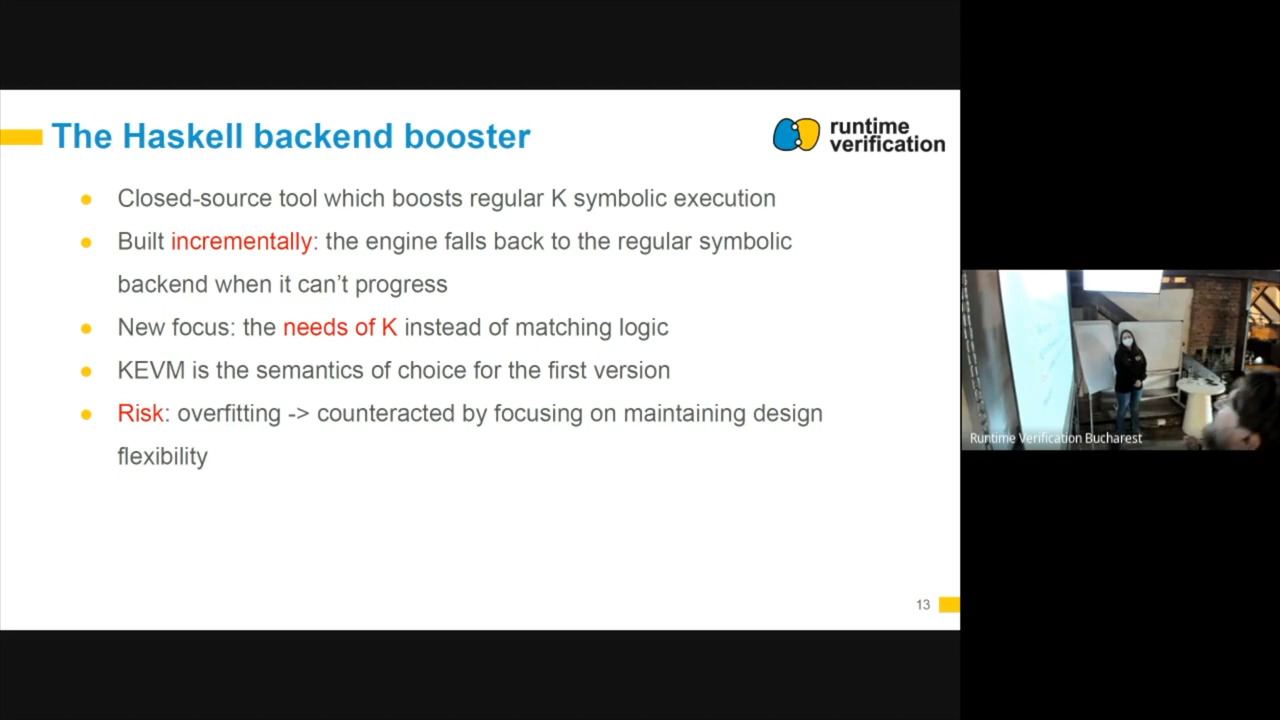 The Haskell backend booster
runtime
verification
● Closed-source tool which boosts regular K symbolic execution
● Built incrementally: the engine falls back to the regular symbolic
backend when it can’t progress
● New focus: the needs of K instead of matching logic
● KEVM is the semantics of choice for the first version
● Risk: overfitting -> counteracted by focusing on maintaining design
flexibility
13
Runtime Verification Bucharest